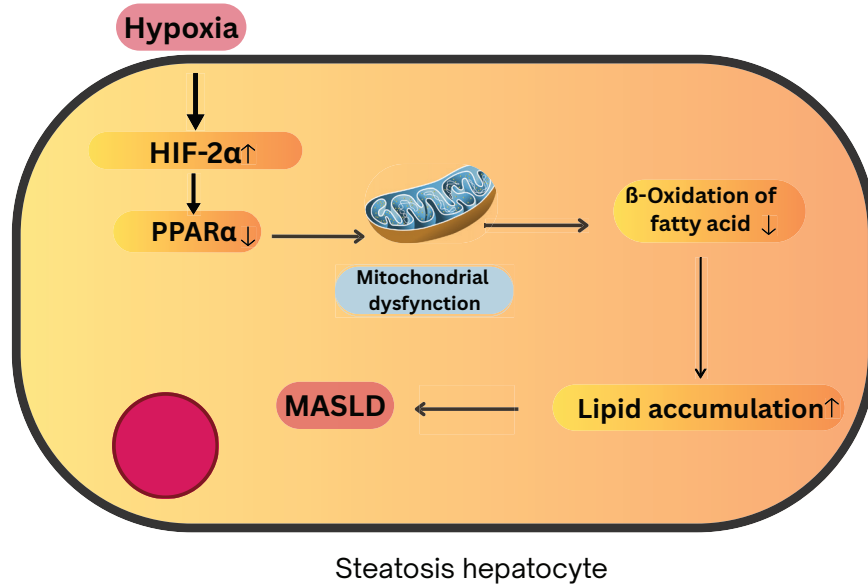 Hypoxia
HIF-2α↑
PPARα↓
Mitochondrial
dysfynction
ß-Oxidation of
fatty acid ↓
Lipid accumulation↑
MASLD
Steatosis hepatocyte